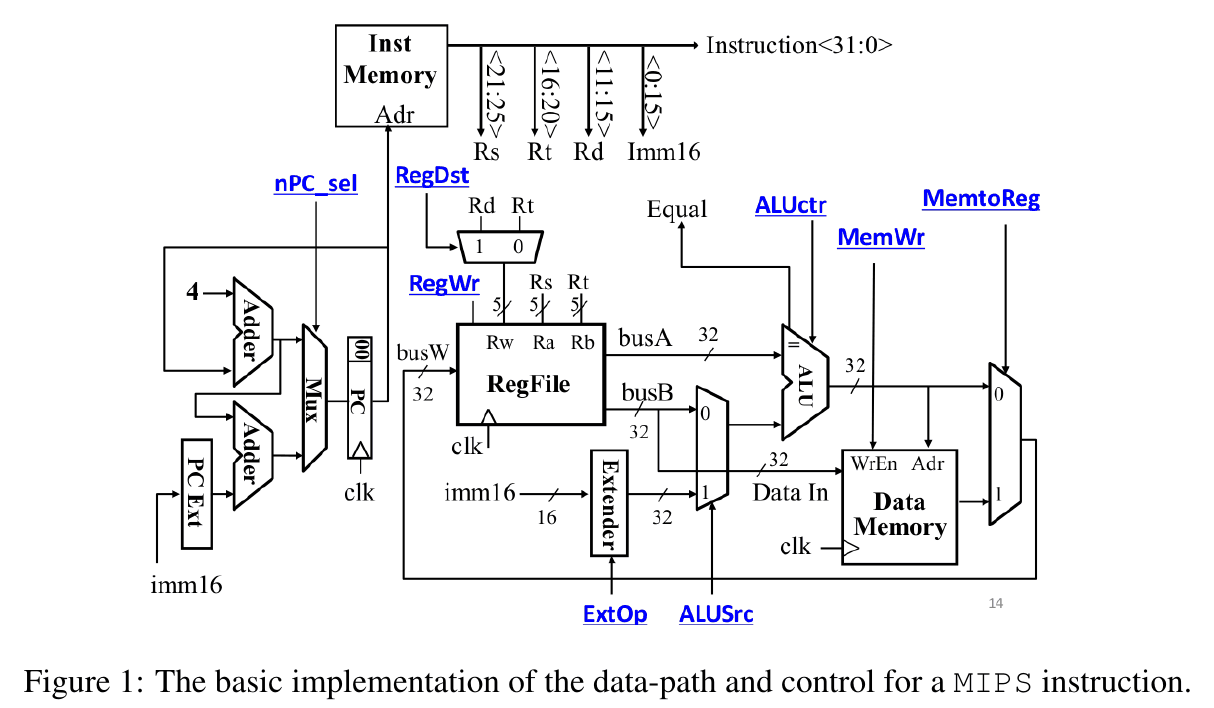 Inst
Memory
Adr
Instruction<31:0>
<21:25>
<16:20>
<11:15>
<0:15>
Rs
Rt
Rd
Imm16
nPC_sel
RegDst
Rd
Rt
1
0
Equal
ALUctr
MemWr
MemtoReg
RegWr
Rs
Rt
5
5
5
4
Adder
Mux
00
PC
clk
Adder
PC Ext
imm16
busW
32
Rw
Ra
Rb
RegFile
clk
busA
32
busB
32
0
1
=
ALU
32
imm16
16
Extender
32
32
Data In
WrEn
Adr
Data
Memory
clk
0
1
ExtOp
ALUSrc
14
Figure 1: The basic implementation of the data-path and control for a MIPS instruction.